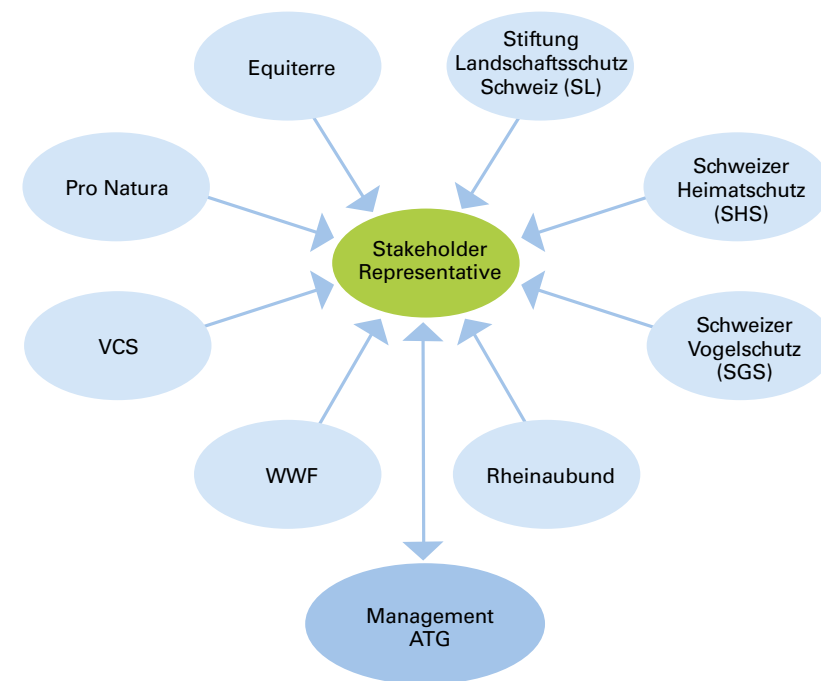 Equiterre
Stiftung
Landschaftsschutz
Schweiz (SL)
Pro Natura
Schweizer
Heimatschutz
(SHS)
Stakeholder
Representative
VCS
Schweizer
Vogelschutz
(SGS)
WWF
Rheinaubund
Management
ATG